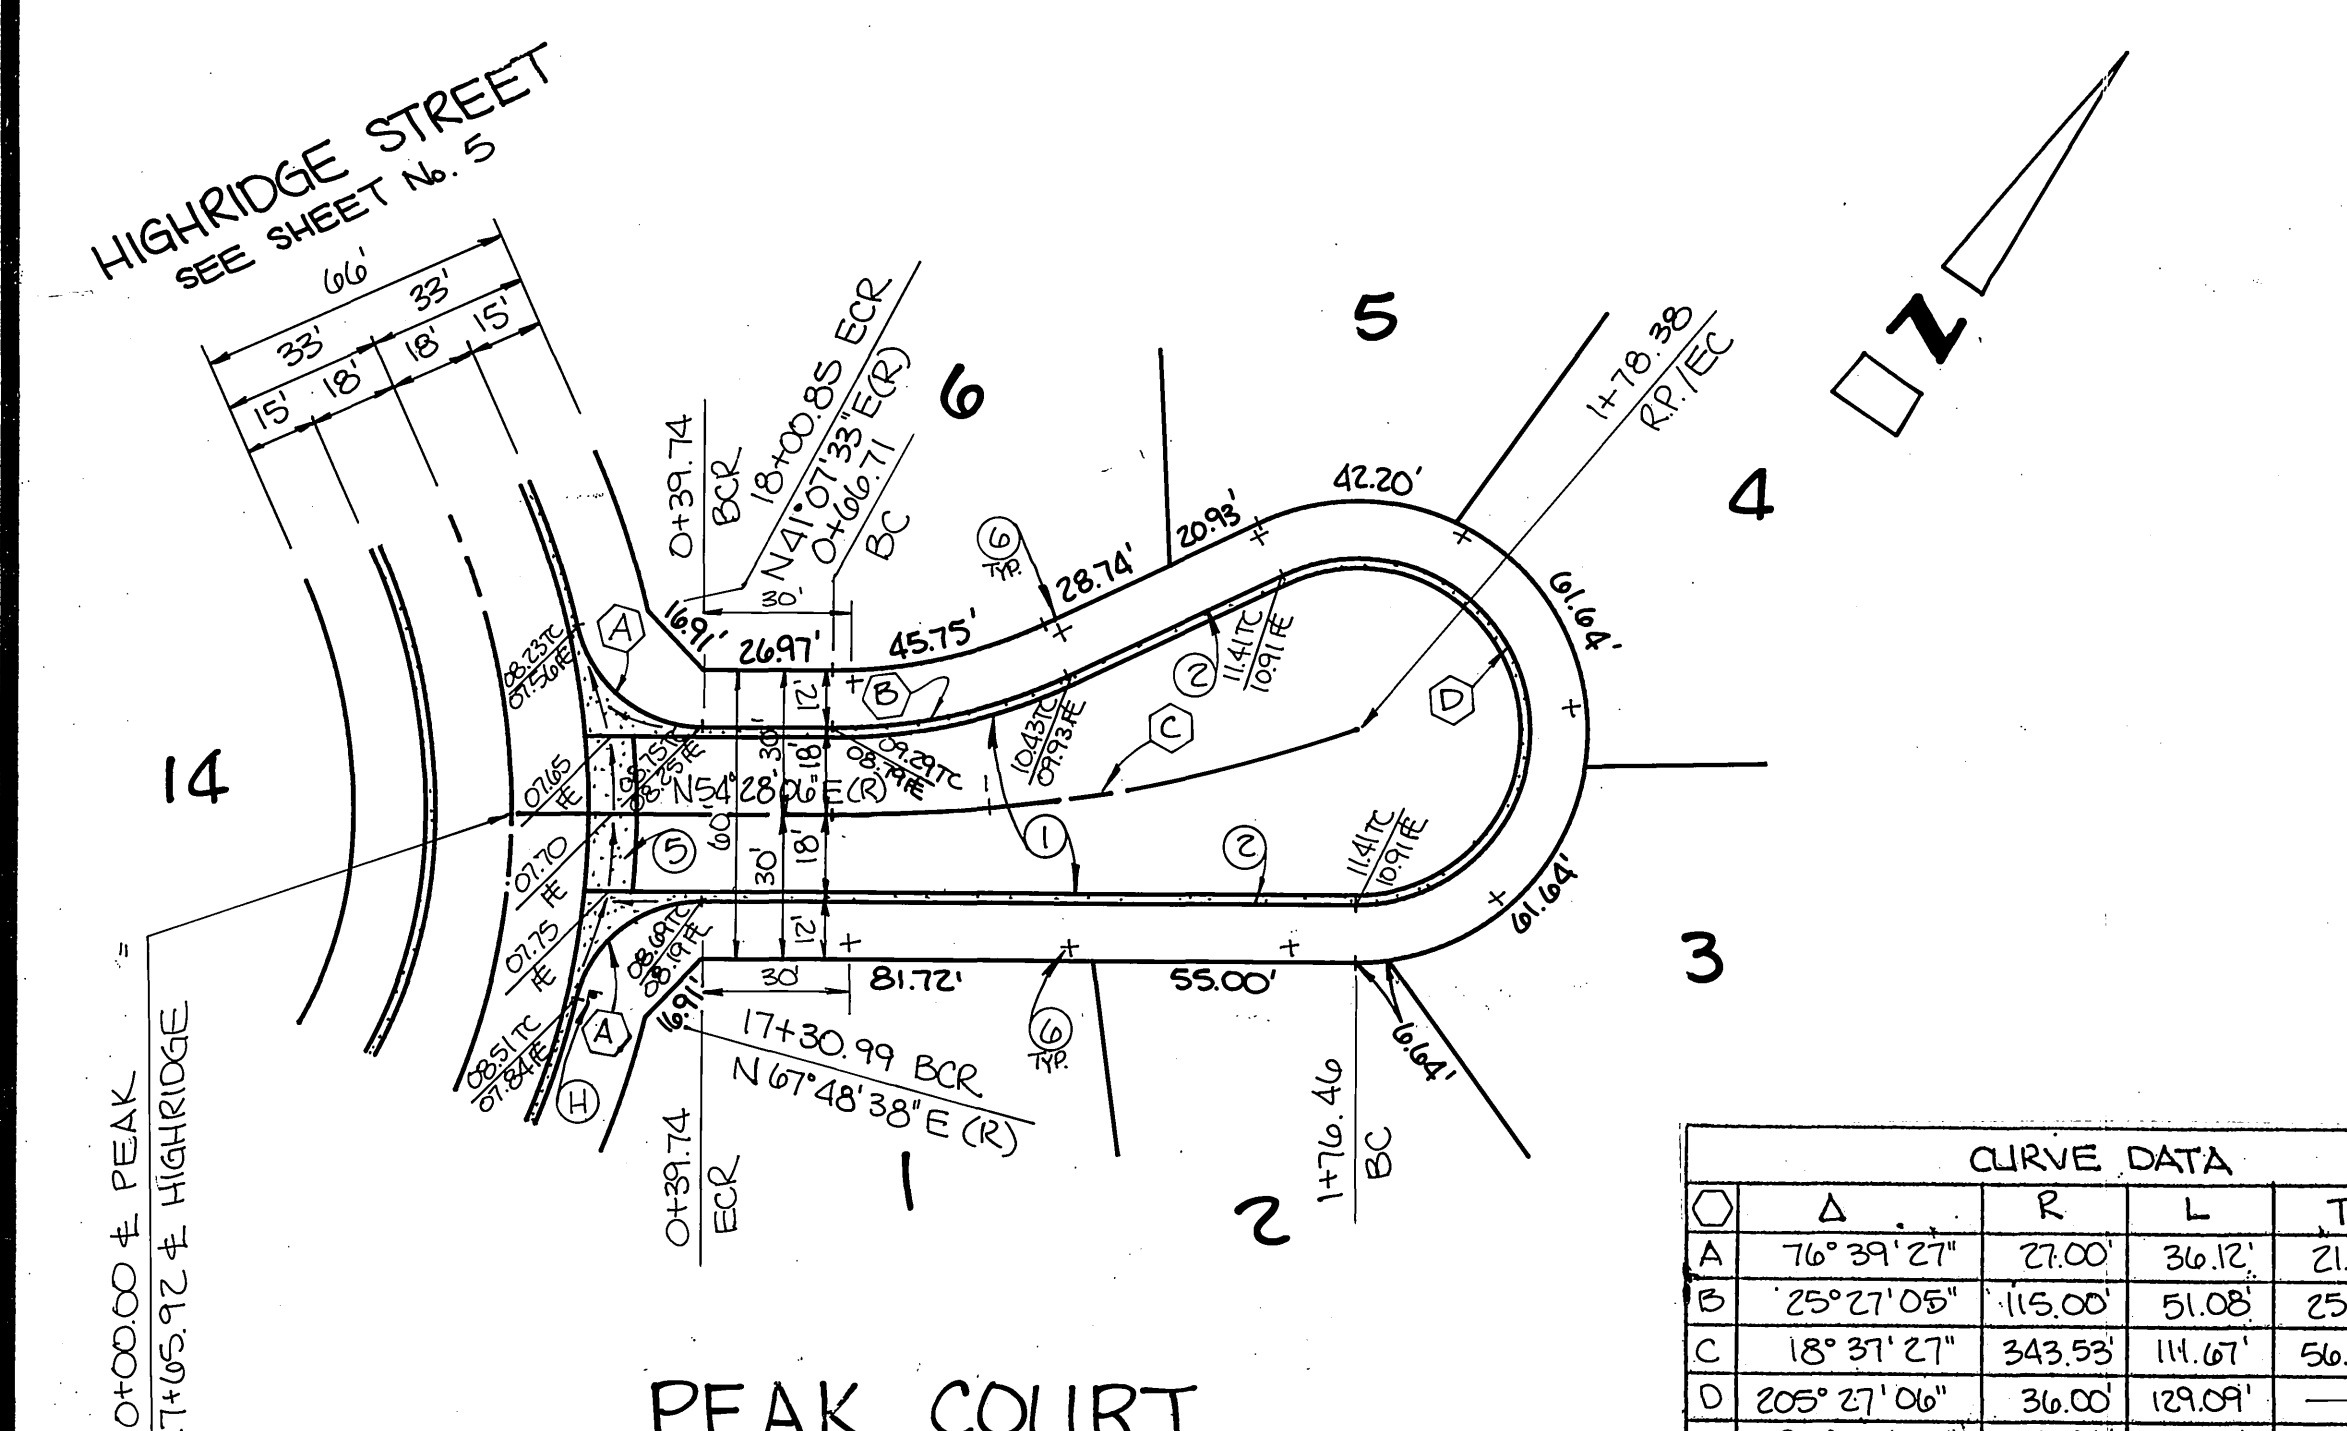 HIGHRIDGE STREET
SEE SHEET No. 5
66'
33'
33'
15'
18'
18'
15'
0+39.74
BCR
18+00.85 ECR
N41°07'33"E(R)
0+66.71
BC
6
5
1+78.38
R.P./EC
N
4
42.20'
20.93'
28.74'
6
TYP.
30'
16.91'
26.97'
45.75'
61.64'
A
B
08.23TC
07.56FE
12'
2
11.41TC
10.91FE
D
C
10.43TC
09.93FE
09.29TC
08.79FE
08.75TC
08.25FE
N54°28'06"E(R)
30'
18'
60'
14
07.65
FE
07.70
FE
07.75
FE
5
1
2
11.41TC
10.91FE
30'
18'
12'
08.69TC
08.19FE
61.64'
3
08.51TC
07.84FE
A
H
16.91'
30'
81.72'
55.00'
6.64'
6
TYP.
17+30.99 BCR
N67°48'38"E (R)
0+39.74
ECR
1
2
1+76.46
BC
0+00.00 ℄ PEAK =
7+65.92 ℄ HIGHRIDGE
PEAK COURT
CURVE DATA
Δ R L T
A 76°39'27" 27.00' 36.12' 21.
B 25°27'05" 115.00' 51.08' 25
C 18°37'27" 343.53' 111.67' 56.
D 205°27'06" 36.00' 129.09' —